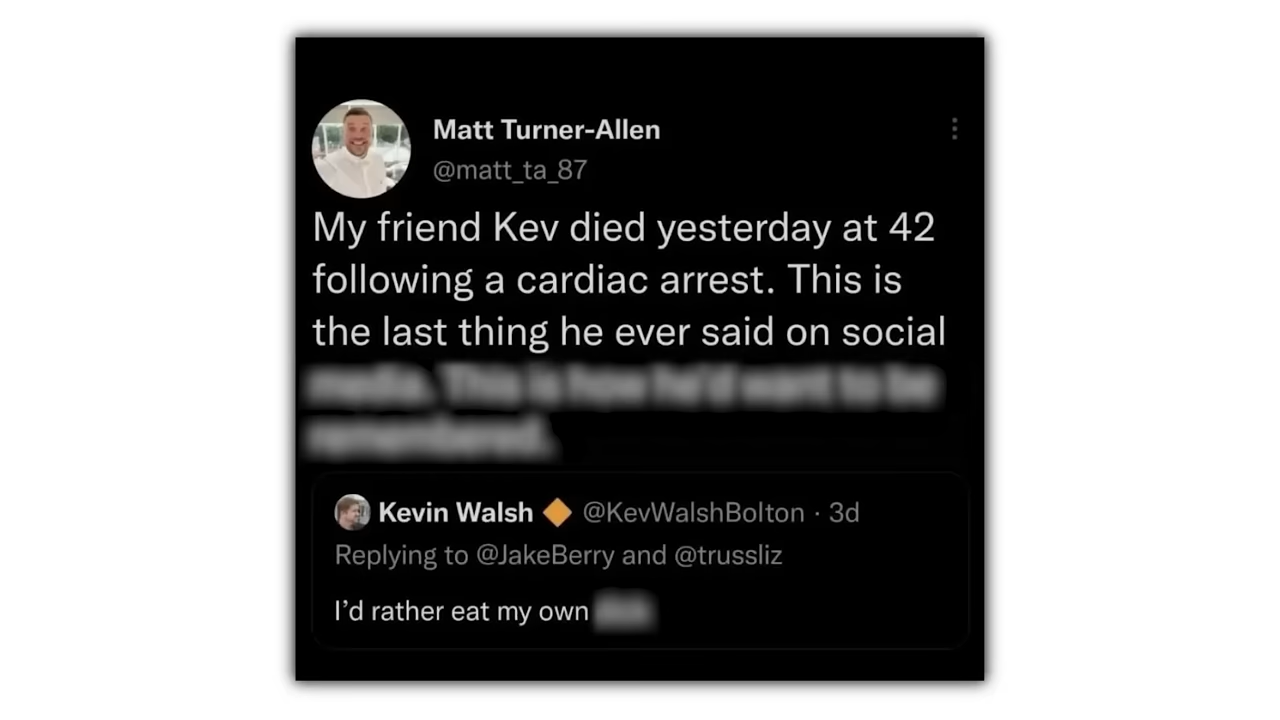 Matt Turner-Allen
@matt_ta_87
My friend Kev died yesterday at 42
following a cardiac arrest. This is
the last thing he ever said on social
Kevin Walsh 🔶 @KevWalshBolton · 3d
Replying to @JakeBerry and @trussliz
I’d rather eat my own